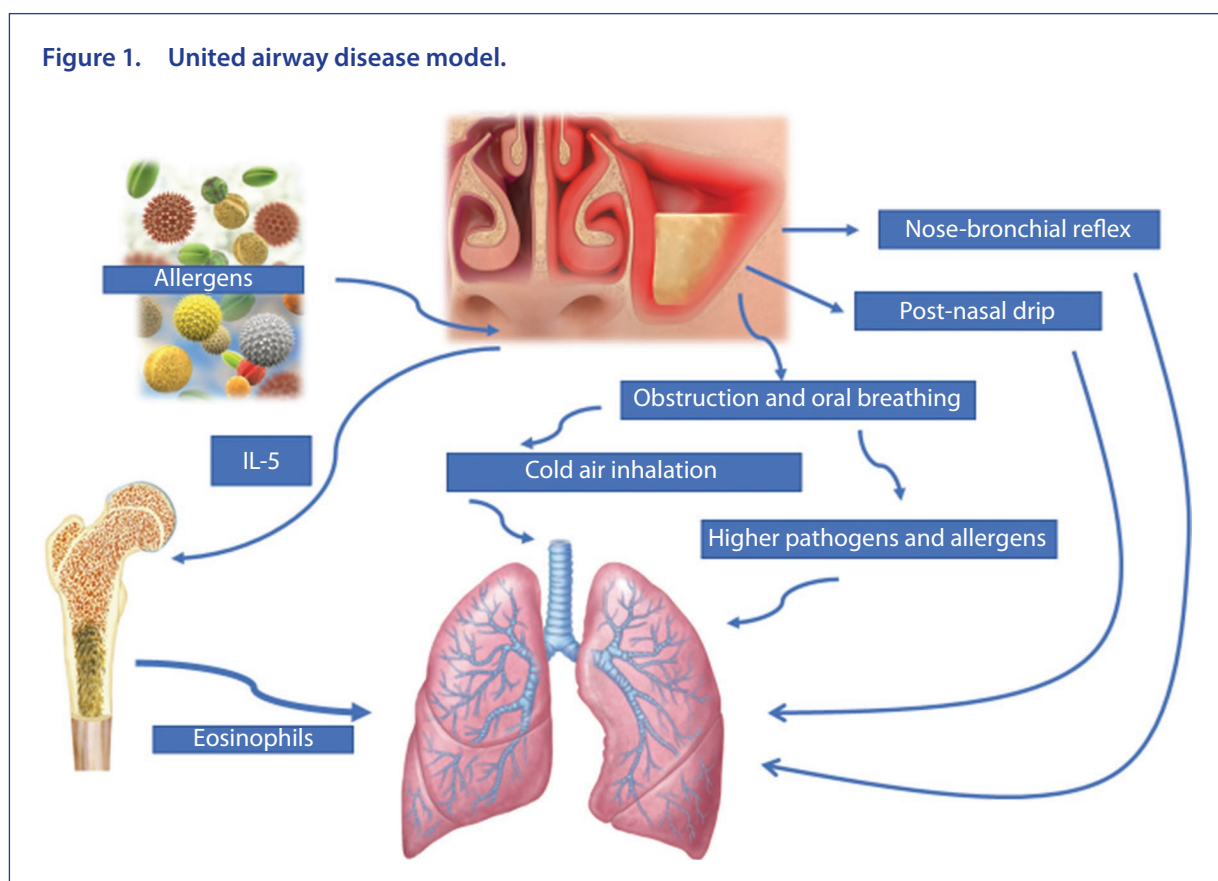 Figure 1. United airway disease model.
Allergens
Nose-bronchial reflex
Post-nasal drip
Obstruction and oral breathing
IL-5
Cold air inhalation
Higher pathogens and allergens
Eosinophils